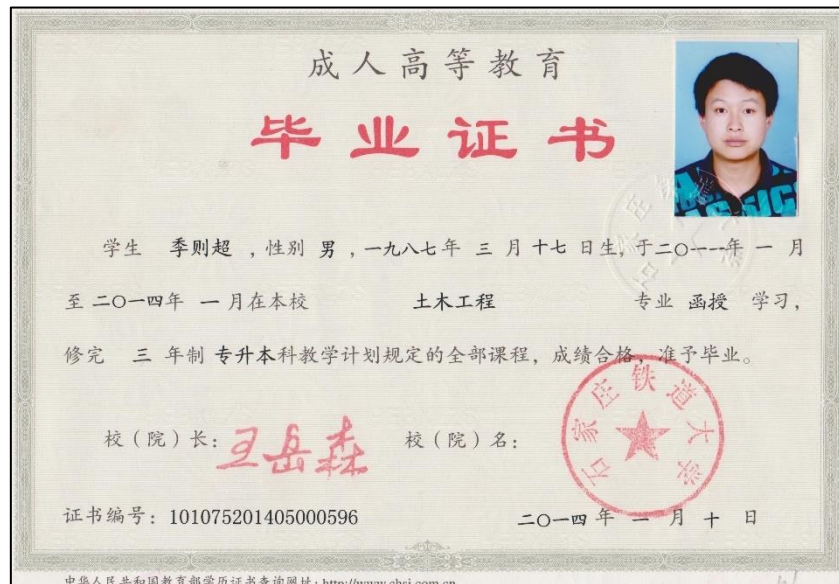 成人高等教育
毕业证书
学生 季则超 ，性别 男 ，一九八七年 三 月 十七 日生，于二〇一一年 一 月
至 二〇一四年 一 月在本校 土木工程 专业 函授 学习，
修完 三 年制 专升本科教学计划规定的全部课程，成绩合格，准予毕业。
校（院）长：王岳森 校（院）名：
石家庄铁道大学
证书编号：101075201405000596 二〇一四 年 一 月 十 日
中华人民共和国教育部学历证书查询网址：http://www.chsi.com.cn